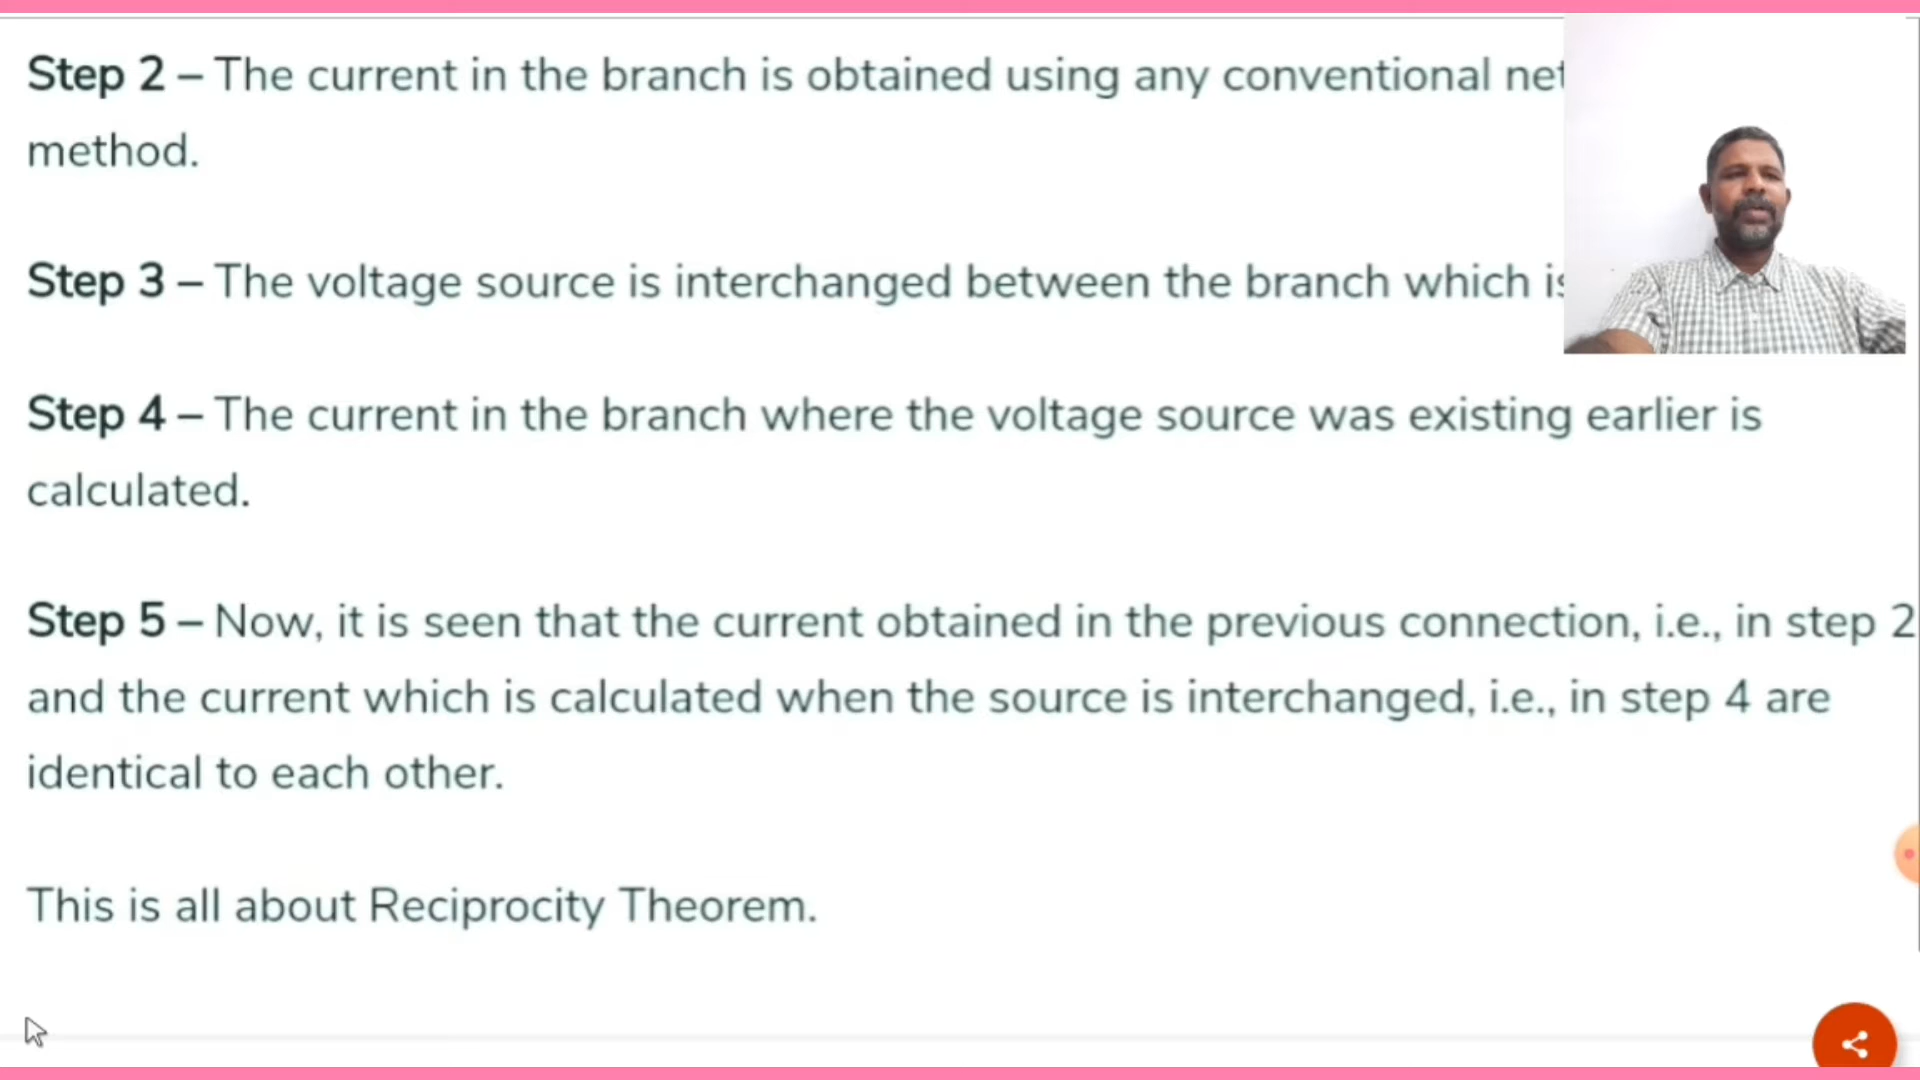 Step 2 – The current in the branch is obtained using any conventional
method.
Step 3 – The voltage source is interchanged between the branch which
Step 4 – The current in the branch where the voltage source was existing earlier is
calculated.
Step 5 – Now, it is seen that the current obtained in the previous connection, i.e., in step 2
and the current which is calculated when the source is interchanged, i.e., in step 4 are
identical to each other.
This is all about Reciprocity Theorem.